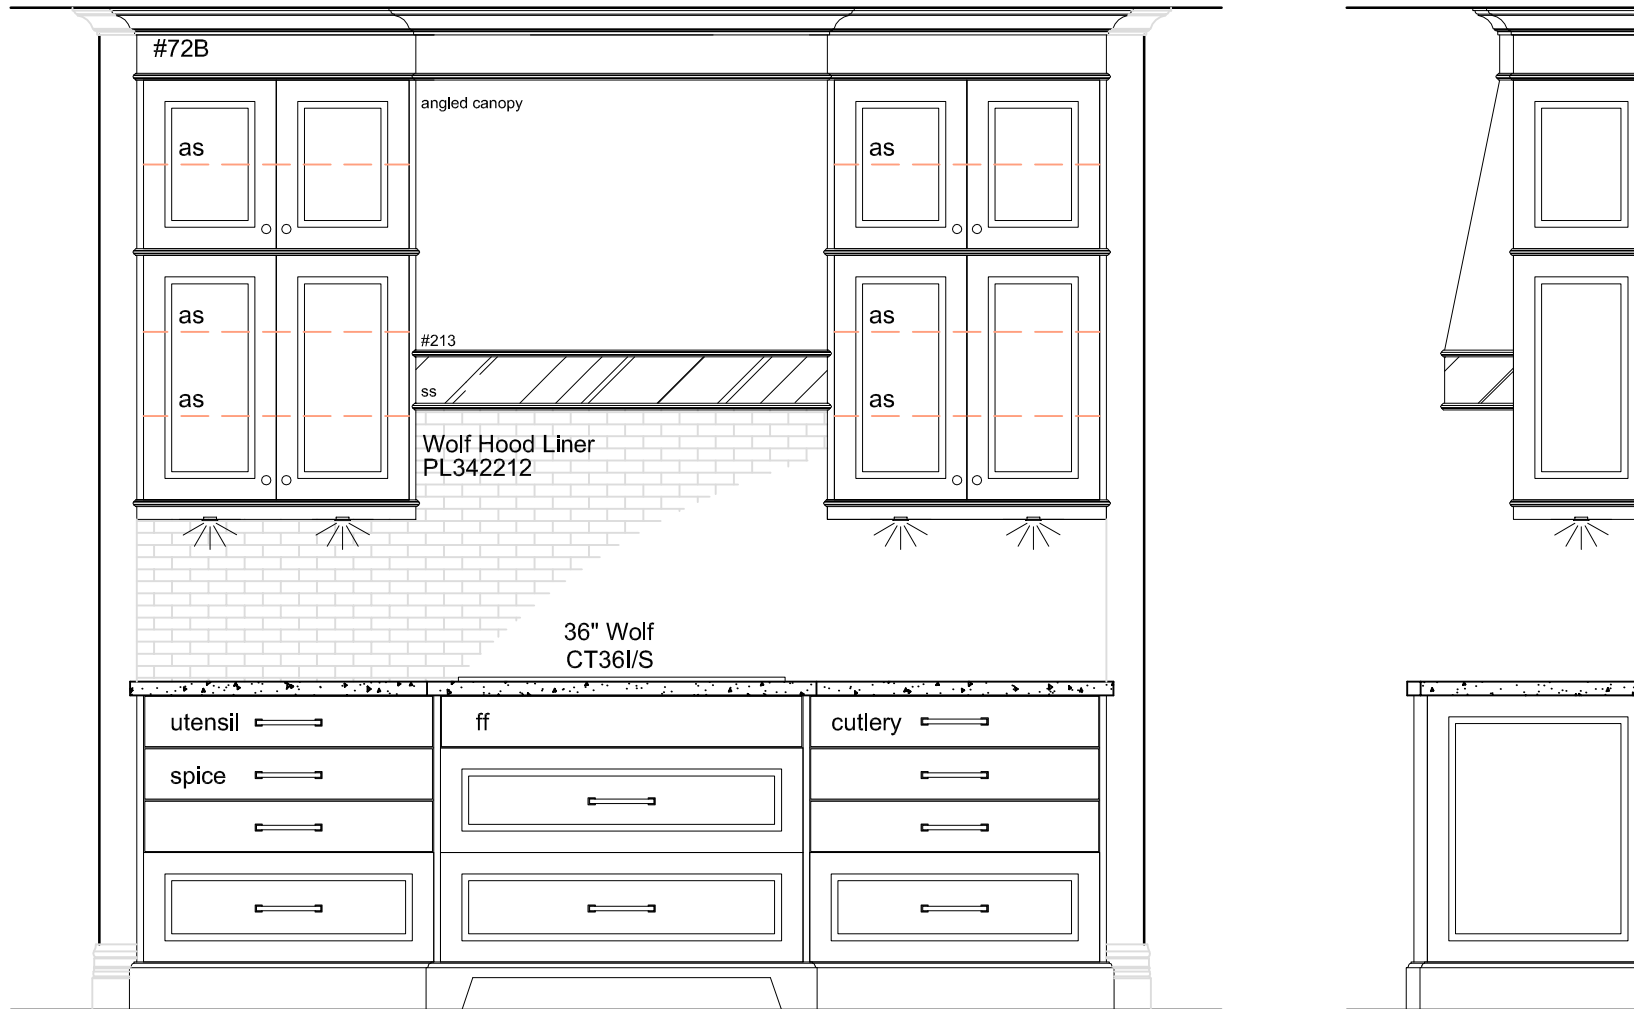 #72B
angled canopy
as
as
#213
as
as
ss
as
as
Wolf Hood Liner
PL342212
36" Wolf
CT36I/S
utensil
ff
cutlery
spice